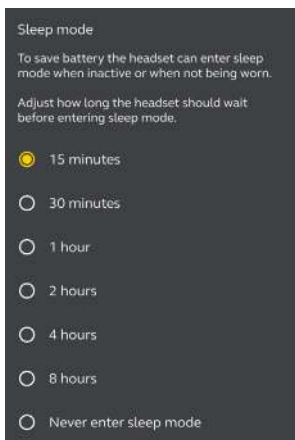 Sleep mode
To save battery the headset can enter sleep
mode when inactive or when not being worn.
Adjust how long the headset should wait
before entering sleep mode.
15 minutes
30 minutes
1 hour
2 hours
4 hours
8 hours
Never enter sleep mode